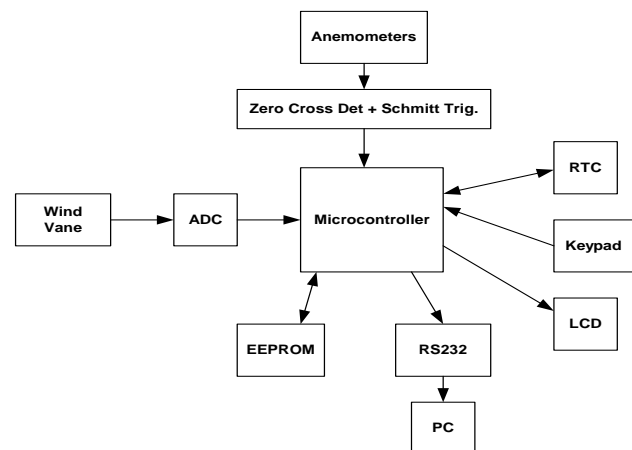 Anemometers
Zero Cross Det + Schmitt Trig.
RTC
Wind
Vane
ADC
Microcontroller
Keypad
LCD
EEPROM
RS232
PC